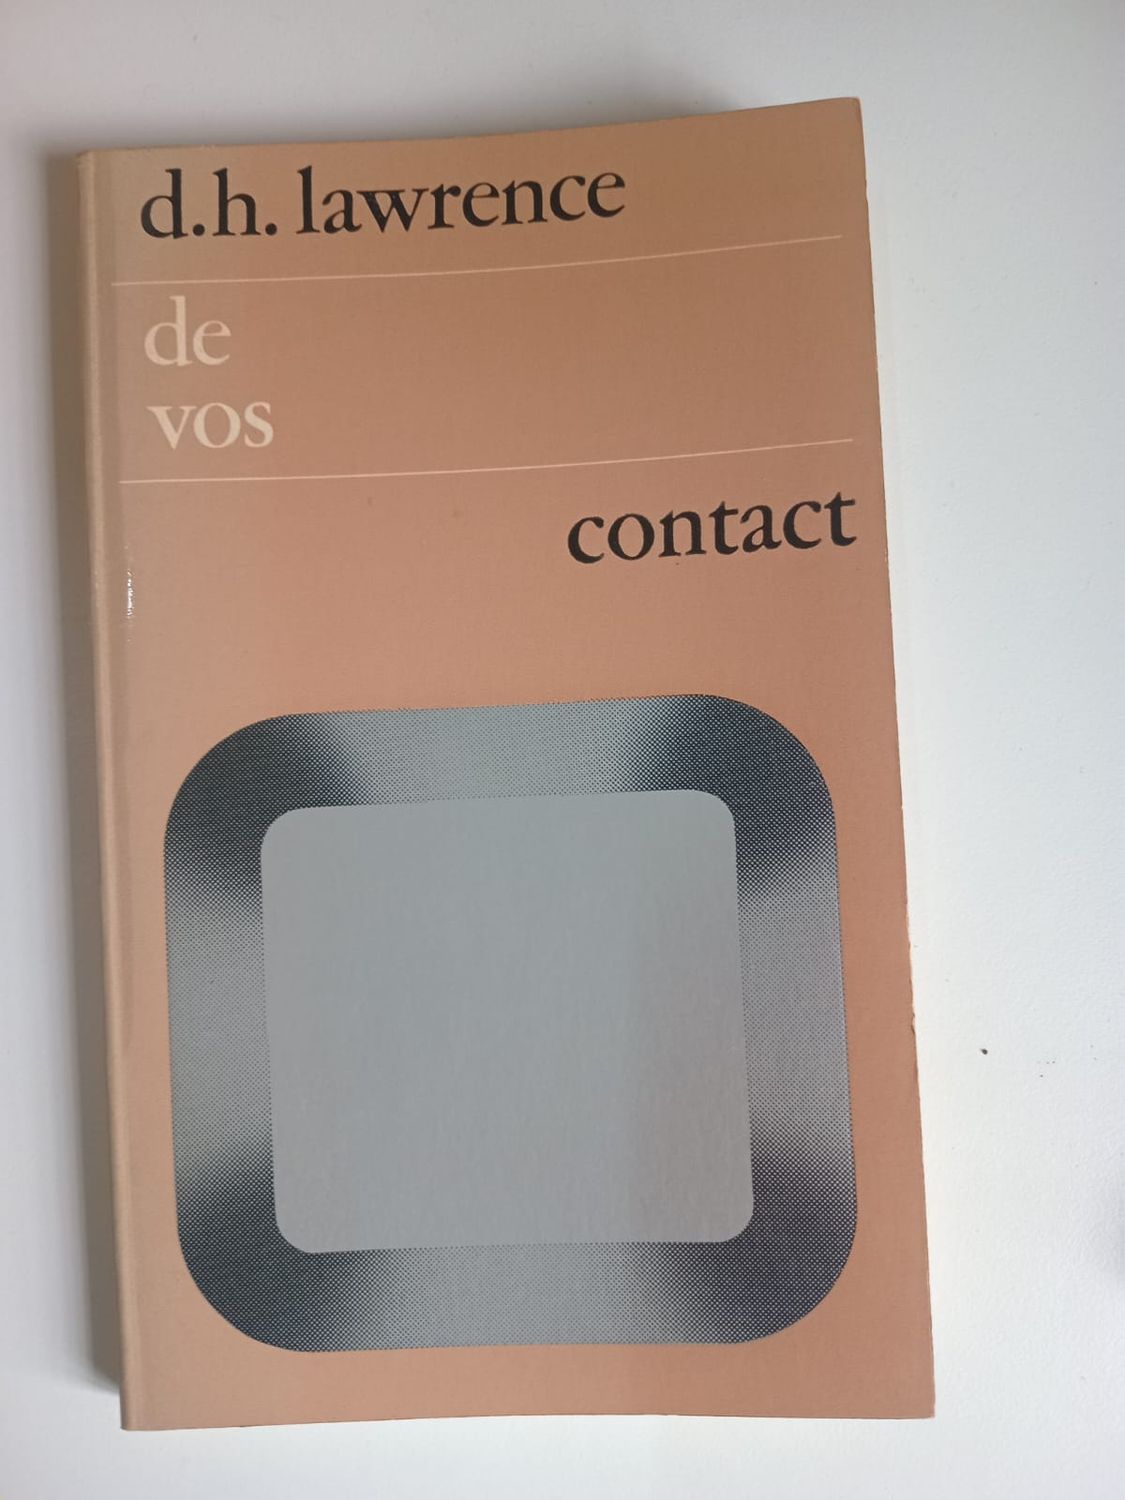 d.h. lawrence
de
vos
contact